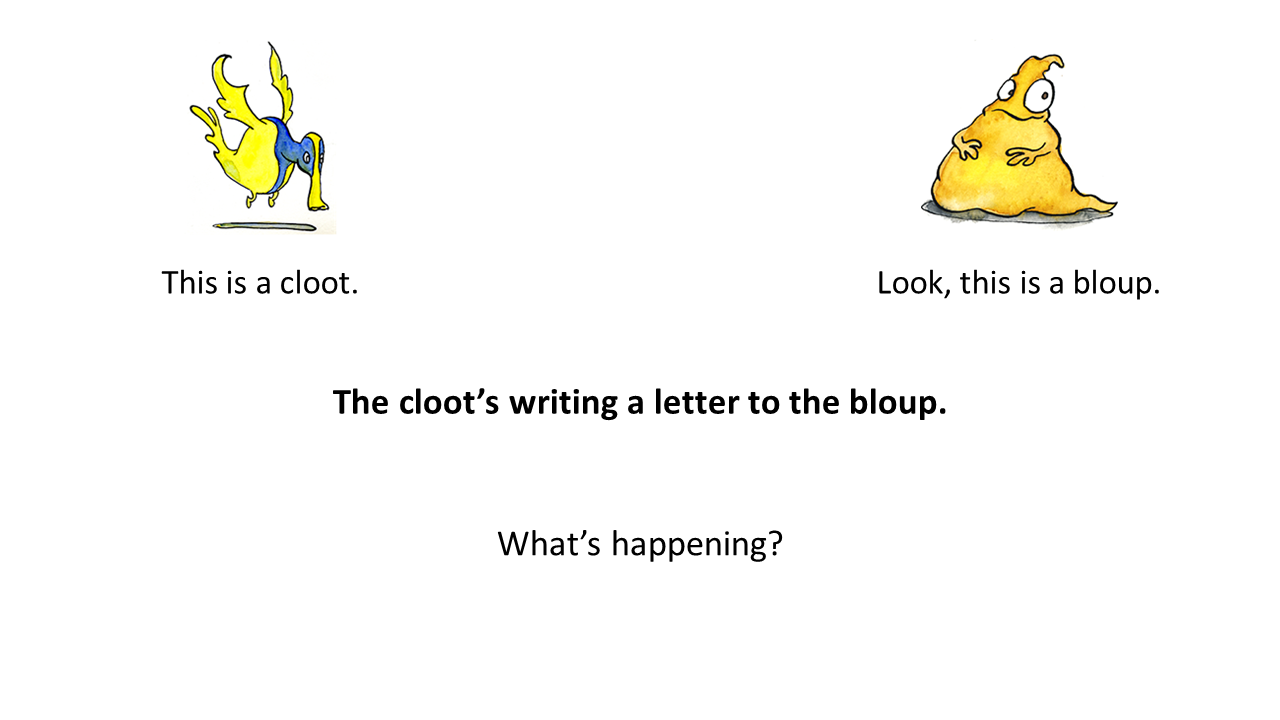 This is a cloot.
Look, this is a bloup.
The cloot’s writing a letter to the bloup.
What’s happening?